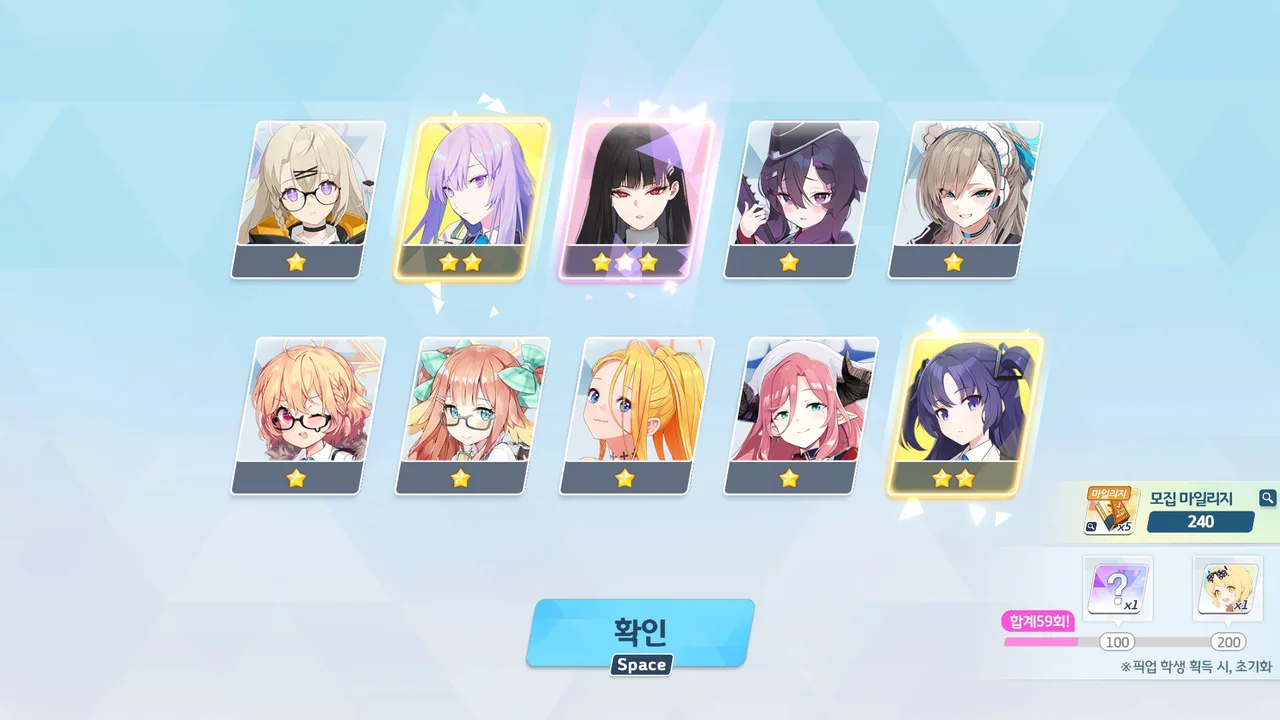 마일리지
x5
모집 마일리지
240
x1
x1
합계59회!
100
200
※픽업 학생 획득 시, 초기화
확인
Space